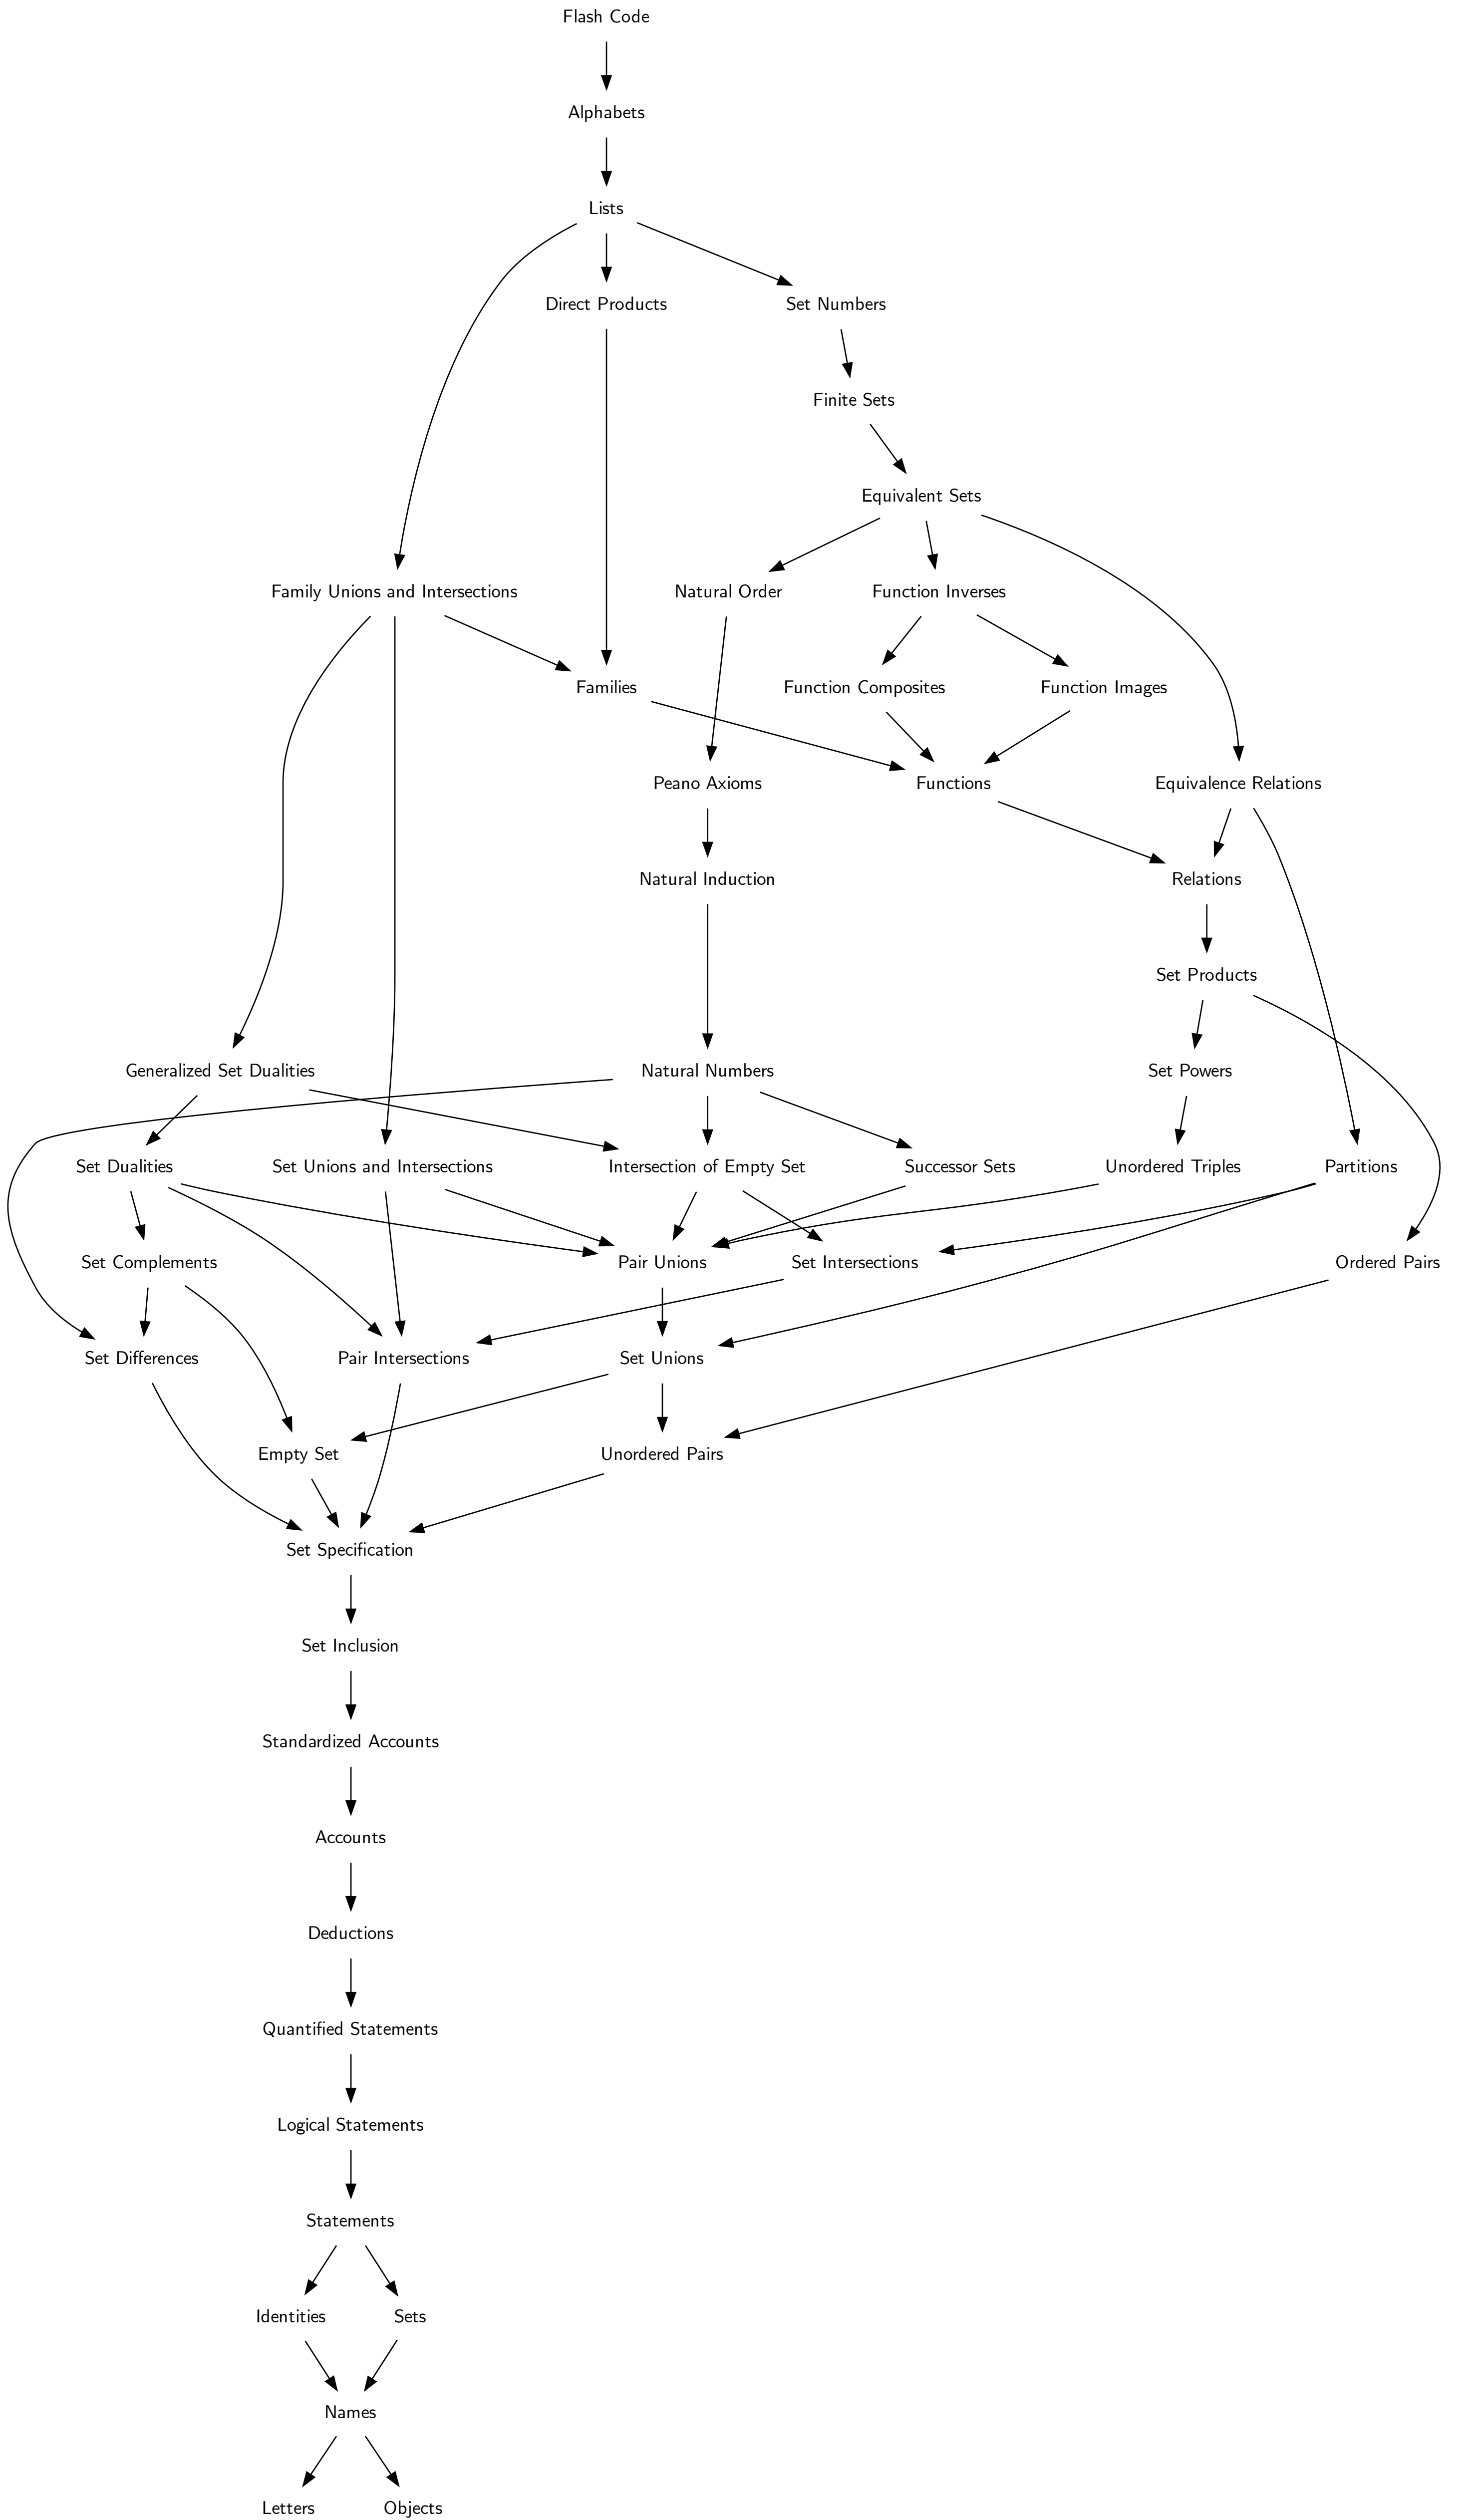 Flash Code
Alphabets
Lists
Direct Products
Set Numbers
Finite Sets
Equivalent Sets
Family Unions and Intersections
Natural Order
Function Inverses
Families
Function Composites
Function Images
Peano Axioms
Functions
Equivalence Relations
Natural Induction
Relations
Set Products
Generalized Set Dualities
Natural Numbers
Set Powers
Set Dualities
Set Unions and Intersections
Intersection of Empty Set
Successor Sets
Unordered Triples
Partitions
Set Complements
Pair Unions
Set Intersections
Ordered Pairs
Set Differences
Pair Intersections
Set Unions
Empty Set
Unordered Pairs
Set Specification
Set Inclusion
Standardized Accounts
Accounts
Deductions
Quantified Statements
Logical Statements
Statements
Identities
Sets
Names
Letters
Objects